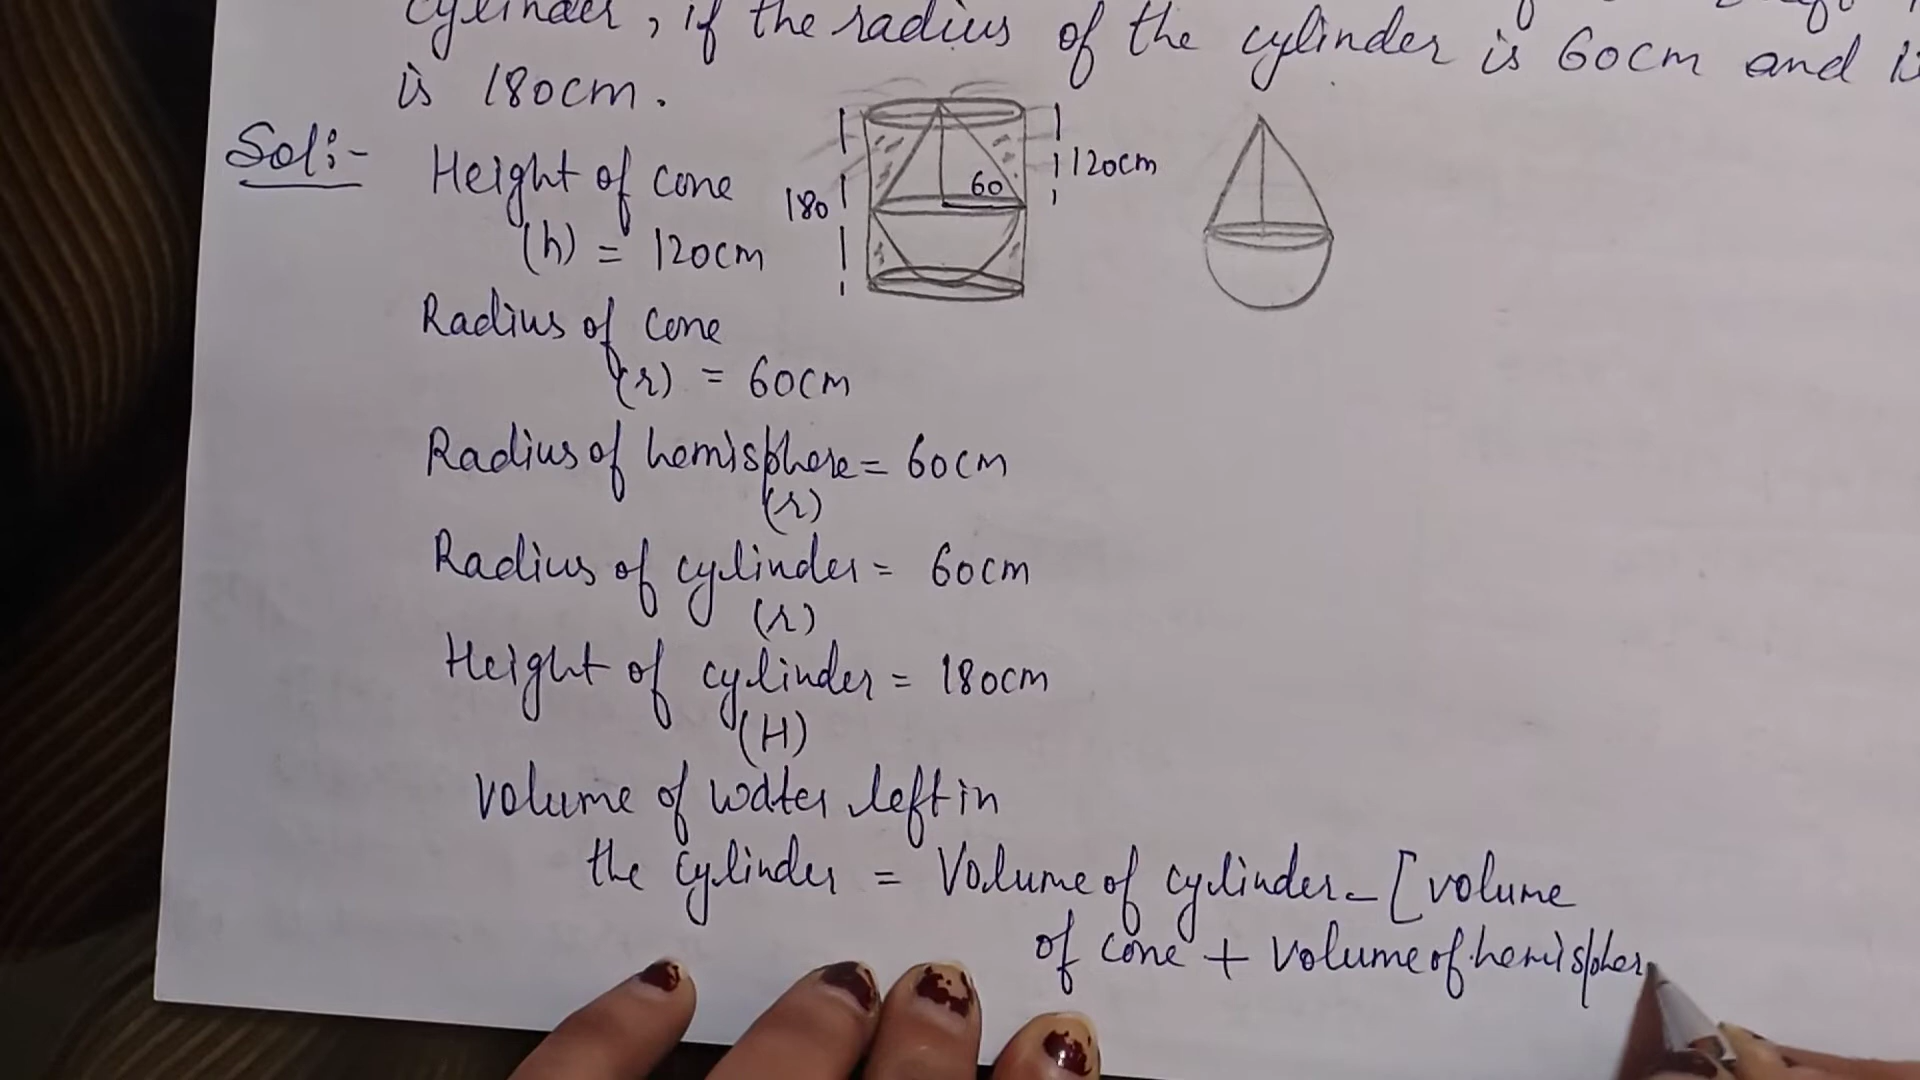 cylinder, if the radius of the cylinder is 60cm and
is 180cm.
Sol:-
Height of cone
(h) = 120cm
180
60
120cm
Radius of cone
(r) = 60cm
Radius of hemisphere = 60cm
(r)
Radius of cylinder = 60cm
(r)
Height of cylinder = 180cm
(H)
Volume of water left in
the cylinder = Volume of cylinder - [volume
of cone + Volume of hemispher